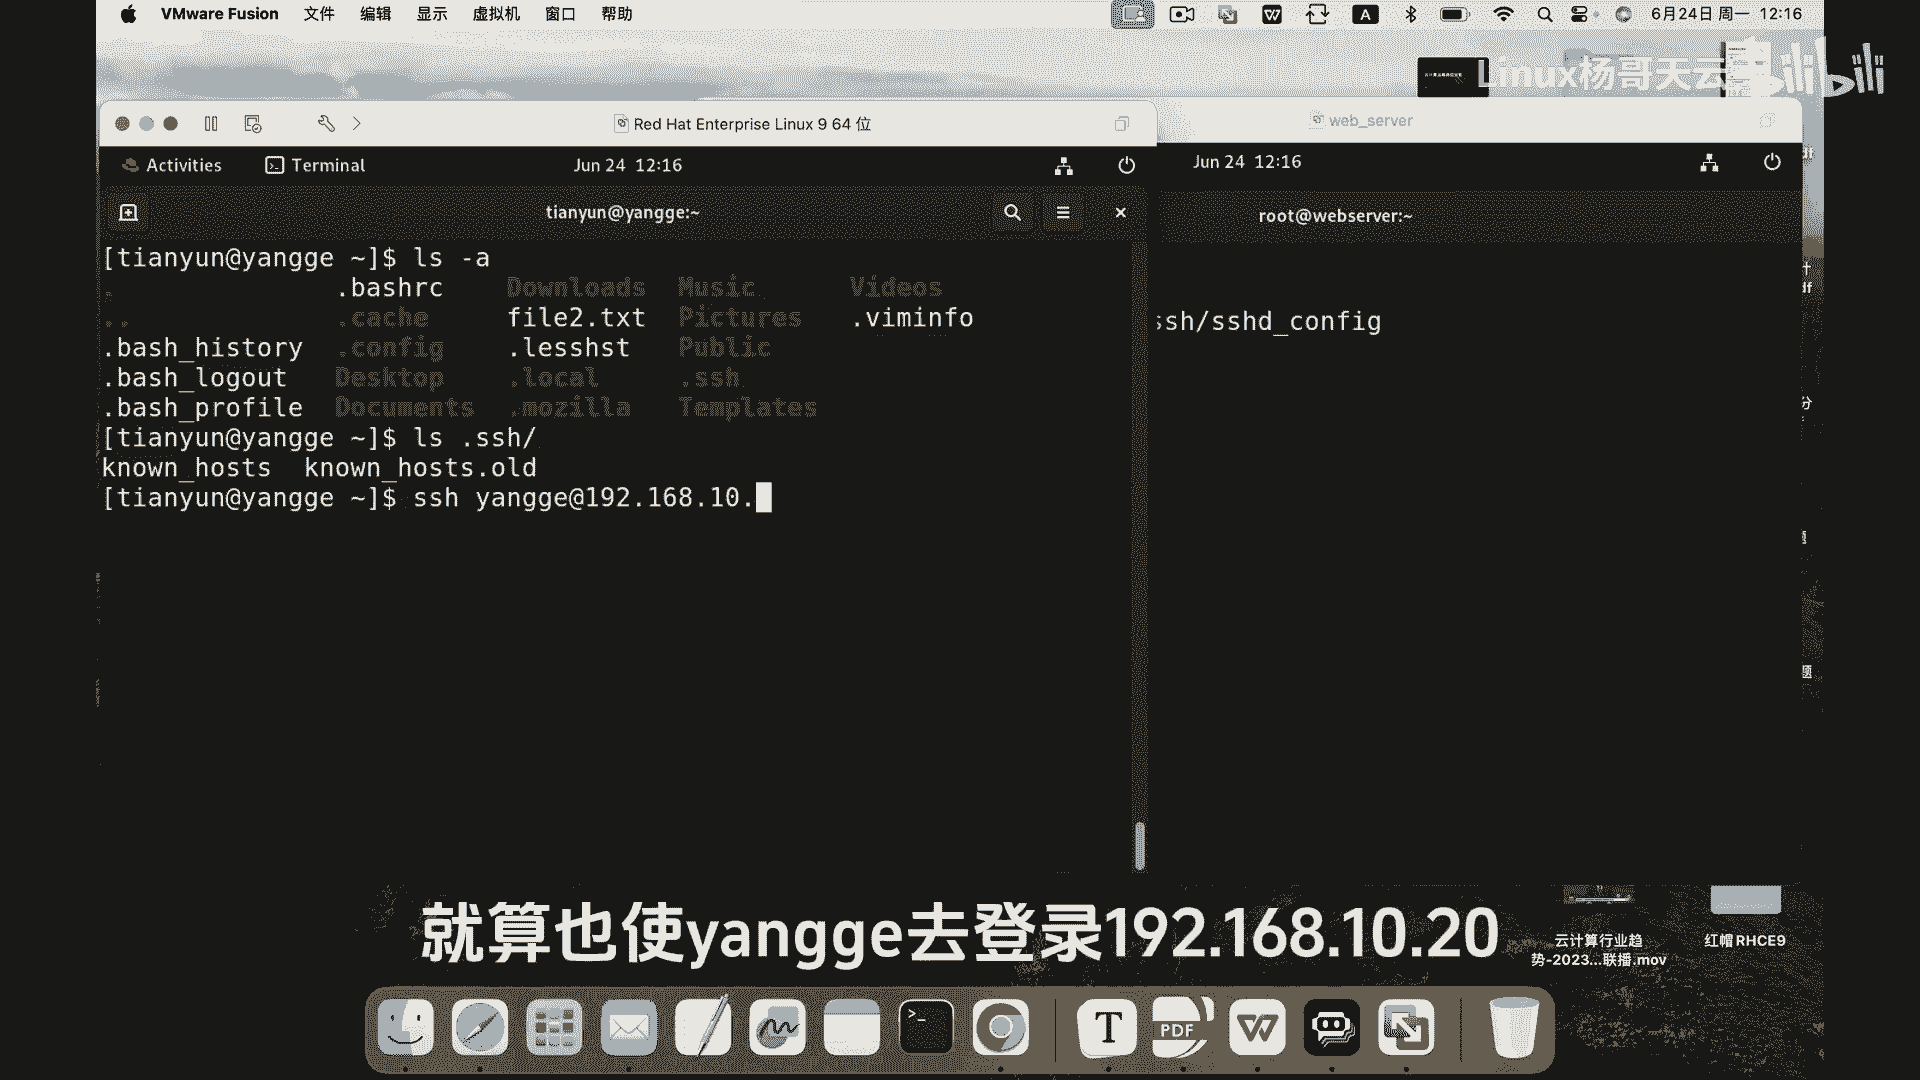 VMware Fusion 文件 编辑 显示 虚拟机 窗口 帮助 6月24日 周一 12:16
Linux杨哥天云 bilibili
Red Hat Enterprise Linux 9 64 位
web_server
Activities Terminal Jun 24 12:16
Jun 24 12:16
tianyun@yangge:~
root@webserver:~
[tianyun@yangge ~]$ ls -a
. .bashrc Downloads Music Videos
.. .cache file2.txt Pictures .viminfo
.bash_history .config .lesshst Public
.bash_logout Desktop .local .ssh
.bash_profile Documents .mozilla Templates
[tianyun@yangge ~]$ ls .ssh/
known_hosts known_hosts.old
[tianyun@yangge ~]$ ssh yangge@192.168.10.
ssh/sshd_config
就算也使yangge去登录192.168.10.20
云计算行业趋
势-2023...联播.mov
红帽RHCE9
T
PDF